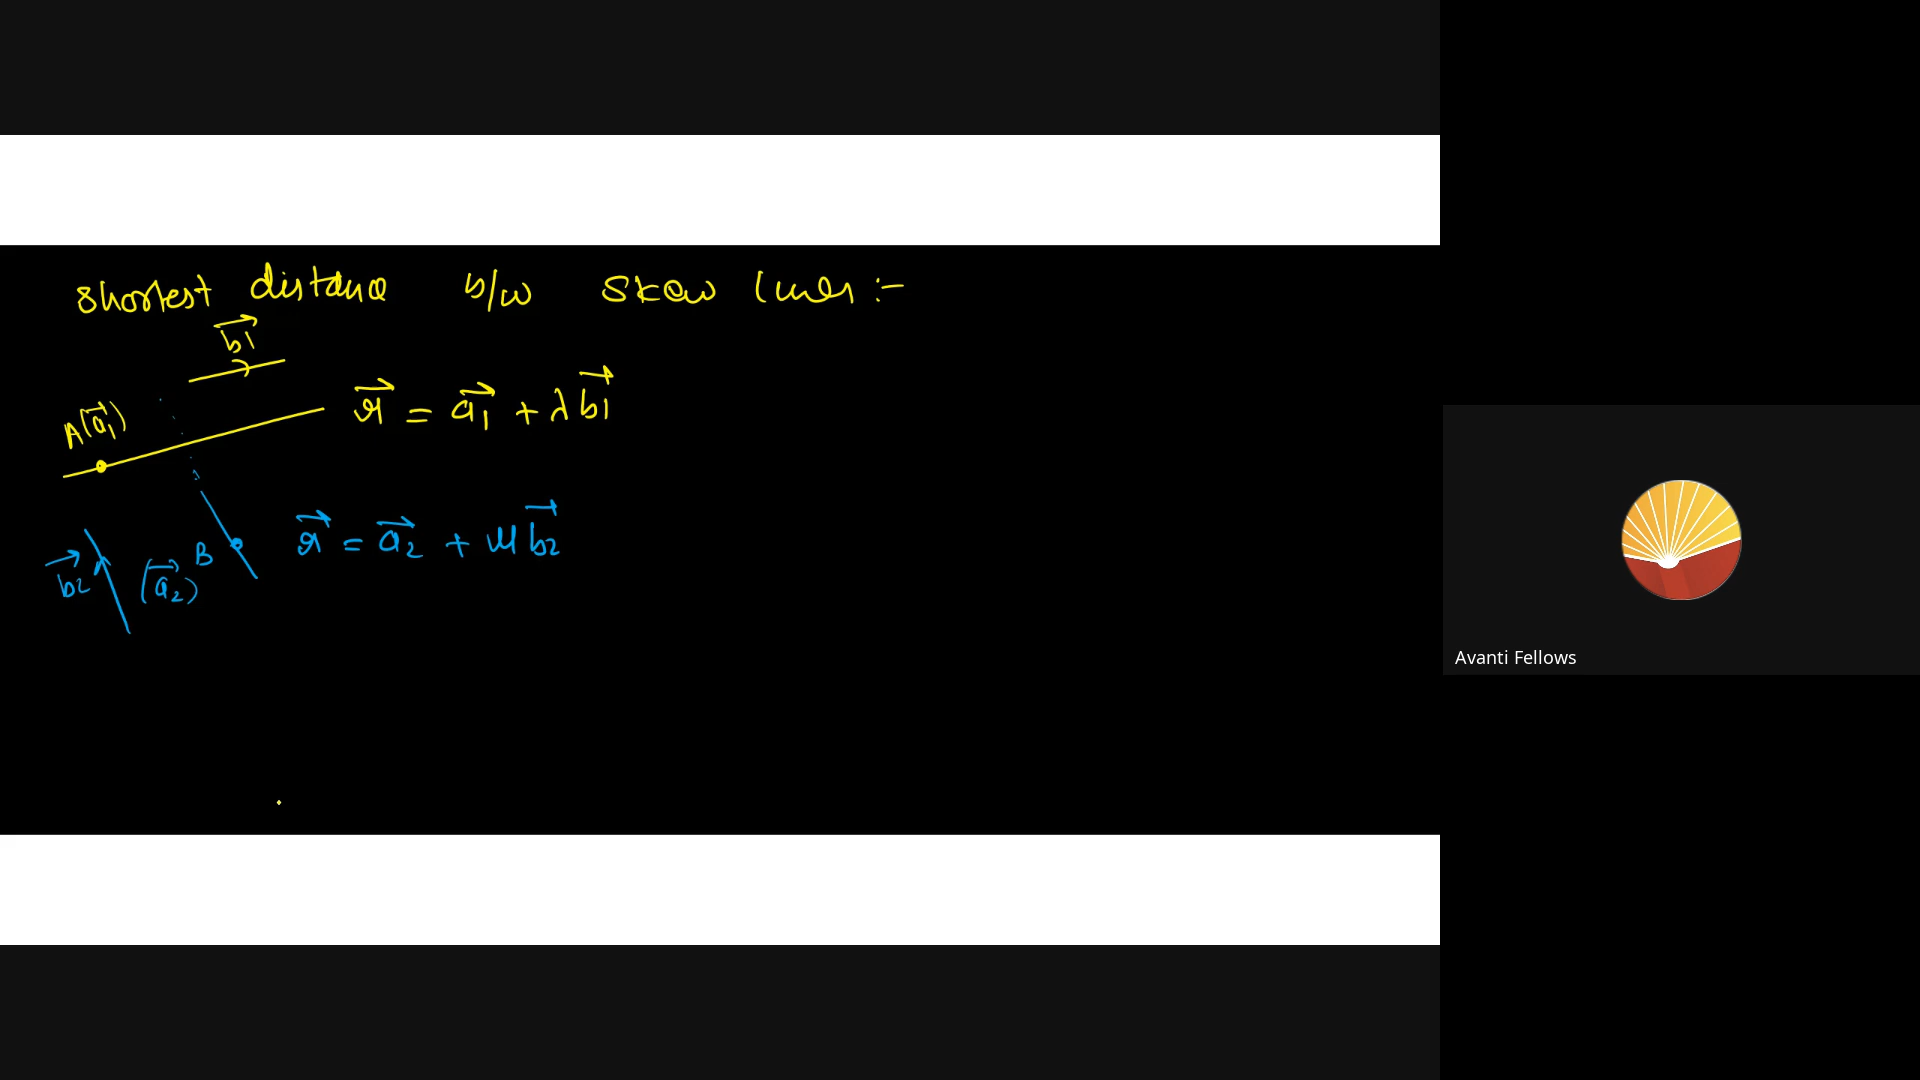 shortest distance b/w skew lines :-
b1
A(a1)
r = a1 + λ b1
r = a2 + μ b2
B
b2
(a2)
Avanti Fellows